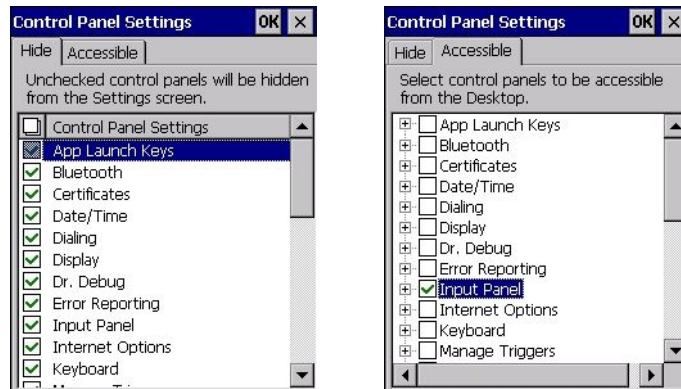 Control Panel Settings OK
Hide Accessible
Unchecked control panels will be hidden
from the Settings screen.
Control Panel Settings
App Launch Keys
Bluetooth
Certificates
Date/Time
Dialing
Display
Dr. Debug
Error Reporting
Input Panel
Internet Options
Keyboard
Control Panel Settings OK
Hide Accessible
Select control panels to be accessible
from the Desktop.
App Launch Keys
Bluetooth
Certificates
Date/Time
Dialing
Display
Dr. Debug
Error Reporting
Input Panel
Internet Options
Keyboard
Manage Triggers